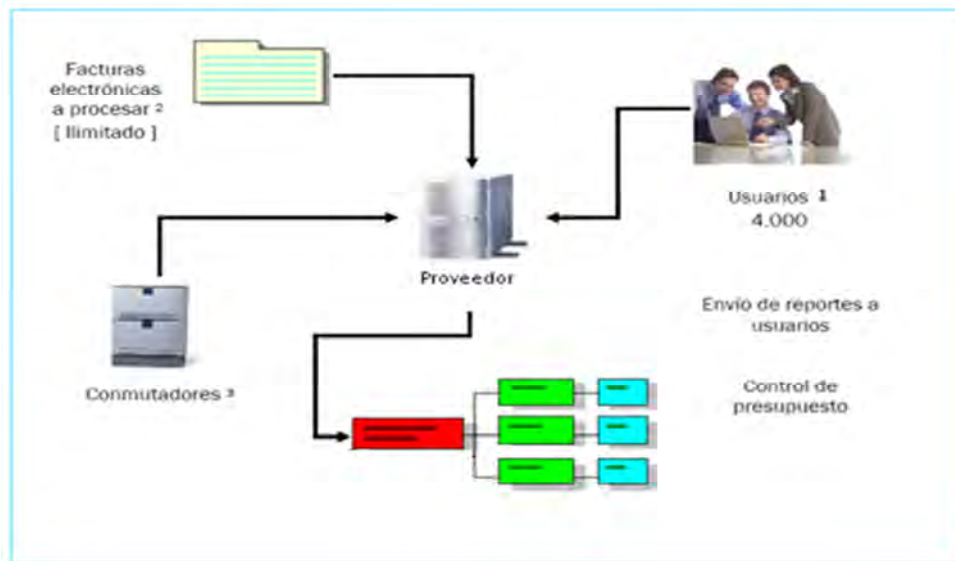 Facturas
electrónicas
a procesar ²
[ Ilimitado ]
Usuarios 1
4.000
Proveedor
Envío de reportes a
usuarios
Conmutadores ³
Control de
presupuesto